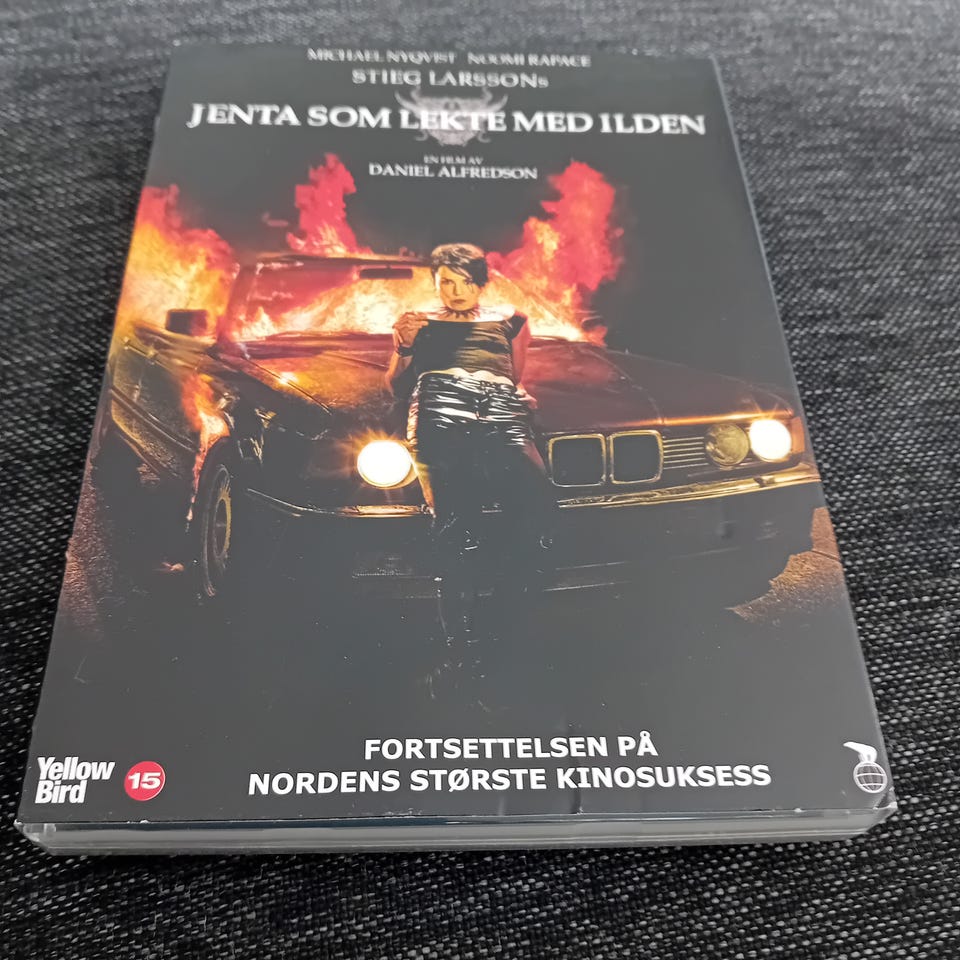 MICHAEL NYQVIST NOOMI RAPACE
STIEG LARSSONs
JENTA SOM LEKTE MED ILDEN
EN FILM AV
DANIEL ALFREDSON
FORTSETTELSEN PÅ
NORDENS STØRSTE KINOSUKSESS
Yellow
Bird
15